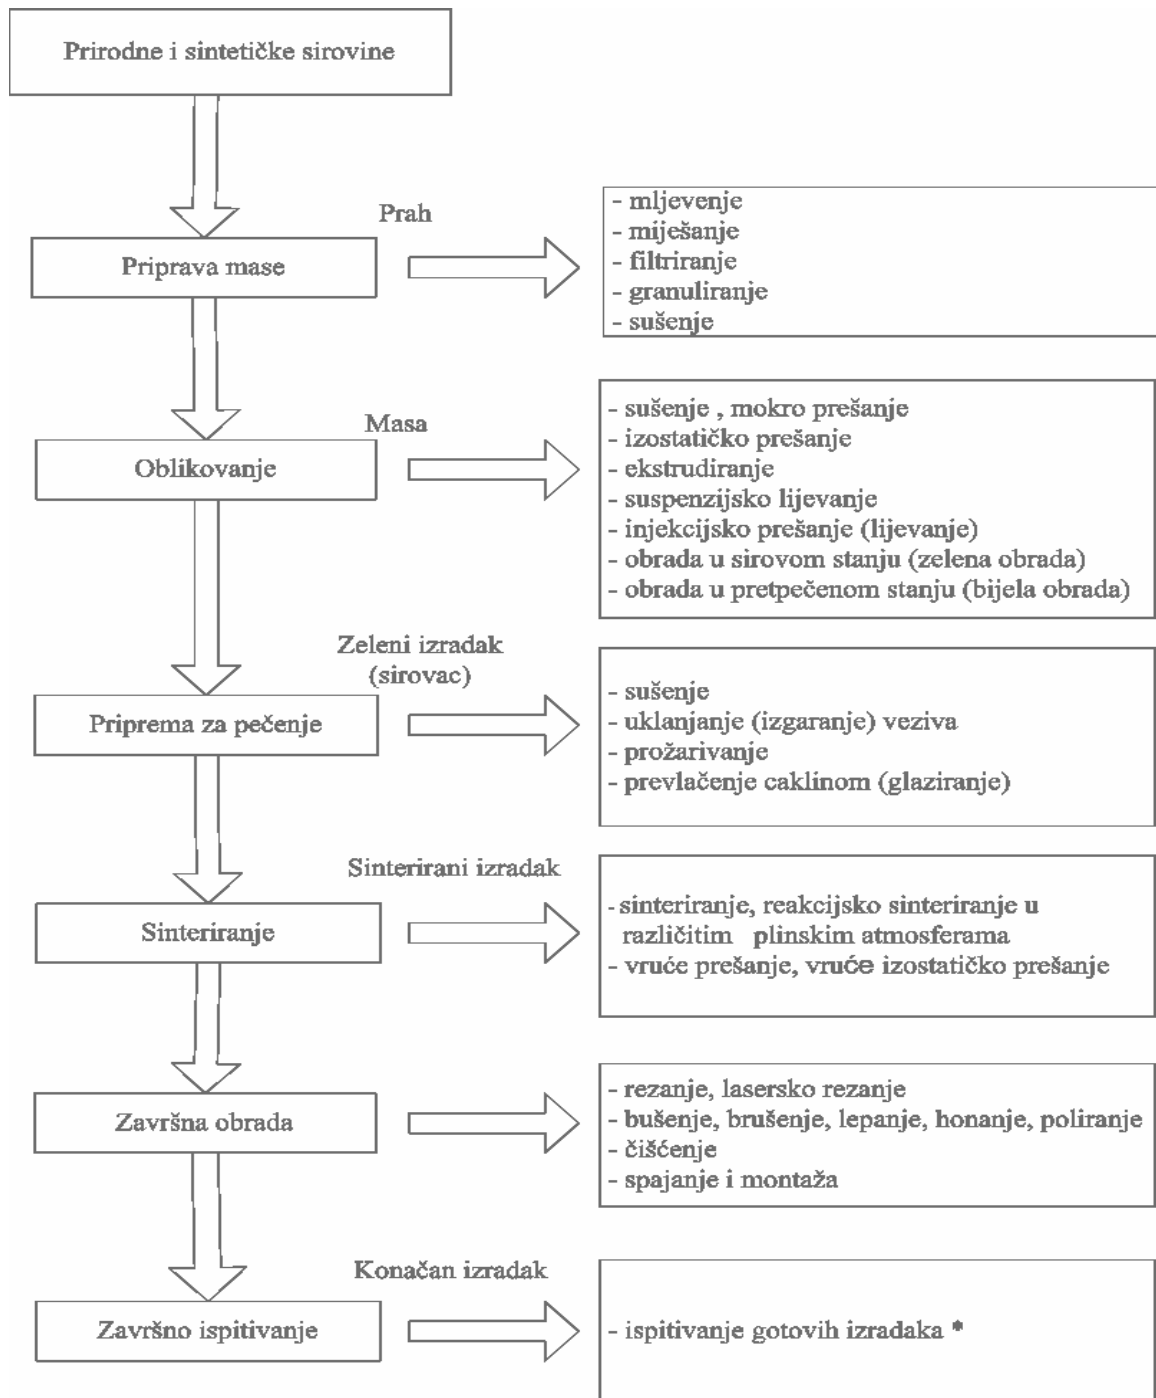 Prirodne i sintetičke sirovine
Prah
Priprava mase
- mljevenje
- miješanje
- filtriranje
- granuliranje
- sušenje
Masa
Oblikovanje
- sušenje , mokro prešanje
- izostatičko prešanje
- ekstrudiranje
- suspenzijsko lijevanje
- injekcijsko prešanje (lijevanje)
- obrada u sirovom stanju (zelena obrada)
- obrada u pretpečenom stanju (bijela obrada)
Zeleni izradak
(sirovac)
Priprema za pečenje
- sušenje
- uklanjanje (izgaranje) veziva
- prožarivanje
- prevlačenje caklinom (glaziranje)
Sinterirani izradak
Sinteriranje
- sinteriranje, reakcijsko sinteriranje u
različitim plinskim atmosferama
- vruće prešanje, vruće izostatičko prešanje
Završna obrada
- rezanje, lasersko rezanje
- bušenje, brušenje, lepanje, honanje, poliranje
- čišćenje
- spajanje i montaža
Konačan izradak
Završno ispitivanje
- ispitivanje gotovih izradaka *